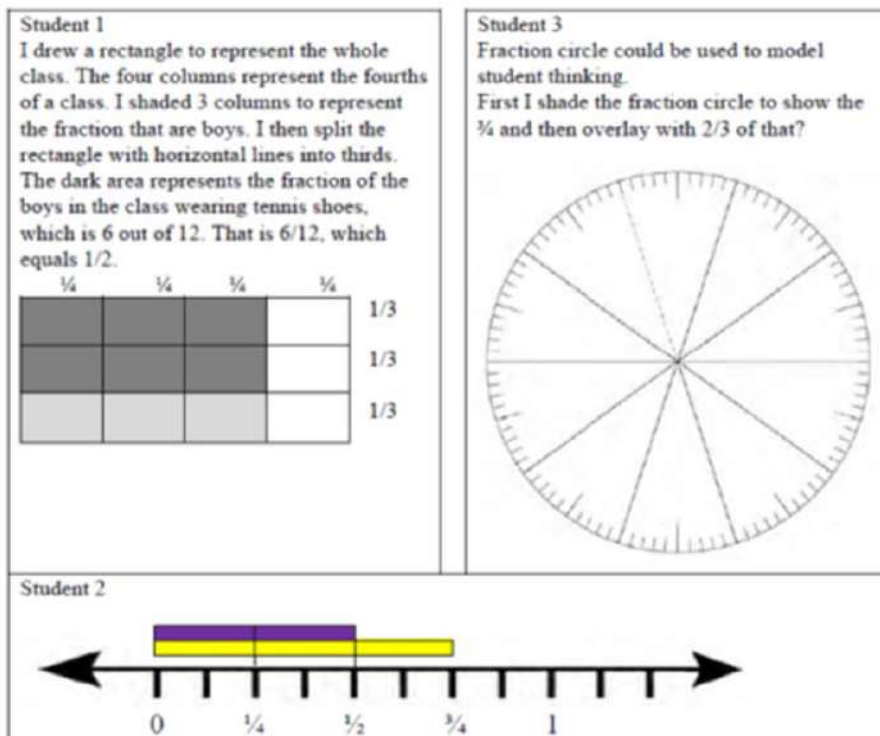 Student 1
I drew a rectangle to represent the whole
class. The four columns represent the fourths
of a class. I shaded 3 columns to represent
the fraction that are boys. I then split the
rectangle with horizontal lines into thirds.
The dark area represents the fraction of the
boys in the class wearing tennis shoes,
which is 6 out of 12. That is 6/12, which
equals 1/2.
¼ ¼ ¾ ¼
1/3
1/3
1/3
Student 3
Fraction circle could be used to model
student thinking.
First I shade the fraction circle to show the
¾ and then overlay with 2/3 of that?
Student 2
0 ¼ ½ ¾ 1